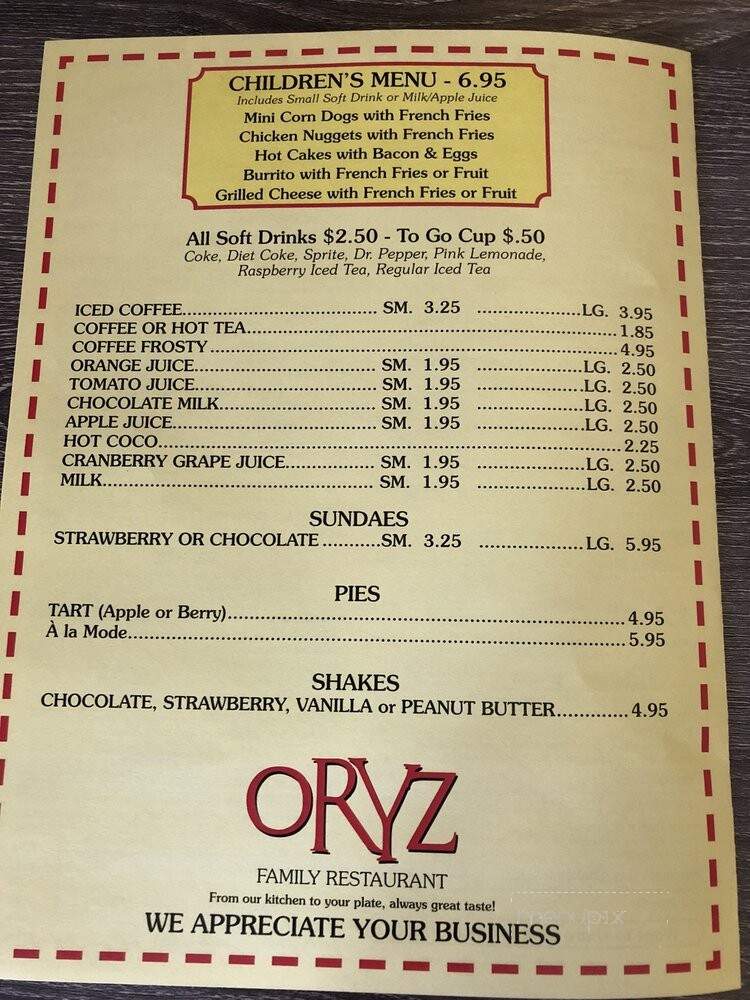 CHILDREN'S MENU - 6.95
Includes Small Soft Drink or Milk/Apple Juice
Mini Corn Dogs with French Fries
Chicken Nuggets with French Fries
Hot Cakes with Bacon & Eggs
Burrito with French Fries or Fruit
Grilled Cheese with French Fries or Fruit
All Soft Drinks $2.50 - To Go Cup $.50
Coke, Diet Coke, Sprite, Dr. Pepper, Pink Lemonade,
Raspberry Iced Tea, Regular Iced Tea
ICED COFFEE.................................... SM. 3.25 ....................LG. 3.95
COFFEE OR HOT TEA....................................................................1.85
COFFEE FROSTY ...........................................................................4.95
ORANGE JUICE................................. SM. 1.95 ....................LG. 2.50
TOMATO JUICE................................. SM. 1.95 ....................LG. 2.50
CHOCOLATE MILK............................. SM. 1.95 ....................LG. 2.50
APPLE JUICE..................................... SM. 1.95 ....................LG. 2.50
HOT COCO.....................................................................................2.25
CRANBERRY GRAPE JUICE................ SM. 1.95 ....................LG. 2.50
MILK.................................................. SM. 1.95 ....................LG. 2.50
SUNDAES
STRAWBERRY OR CHOCOLATE ...........SM. 3.25 ...................LG. 5.95
PIES
TART (Apple or Berry)..........................................................................4.95
À la Mode............................................................................................5.95
SHAKES
CHOCOLATE, STRAWBERRY, VANILLA or PEANUT BUTTER.............4.95
ORYZ
FAMILY RESTAURANT
From our kitchen to your plate, always great taste!
WE APPRECIATE YOUR BUSINESS
menupix